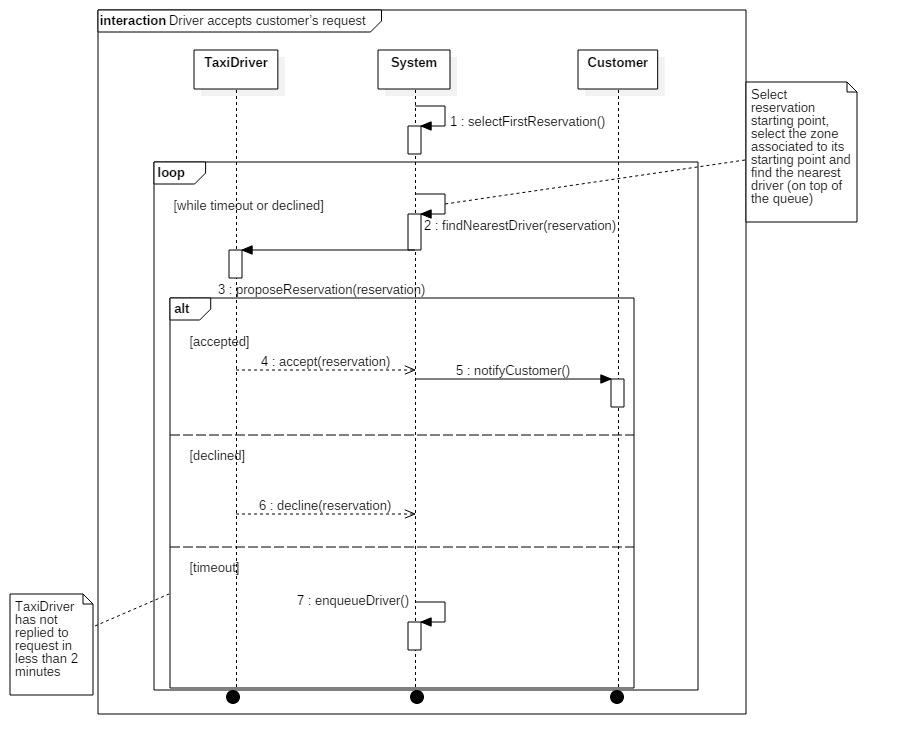 interaction Driver accepts customer's request
TaxiDriver
System
Customer
Select
reservation
starting point,
select the zone
associated to its
starting point and
find the nearest
driver (on top of
the queue)
1 : selectFirstReservation()
loop
[while timeout or declined]
2 : findNearestDriver(reservation)
3 : proposeReservation(reservation)
alt
[accepted]
4 : accept(reservation)
5 : notifyCustomer()
[declined]
6 : decline(reservation)
[timeout]
7 : enqueueDriver()
TaxiDriver
has not
replied to
request in
less than 2
minutes